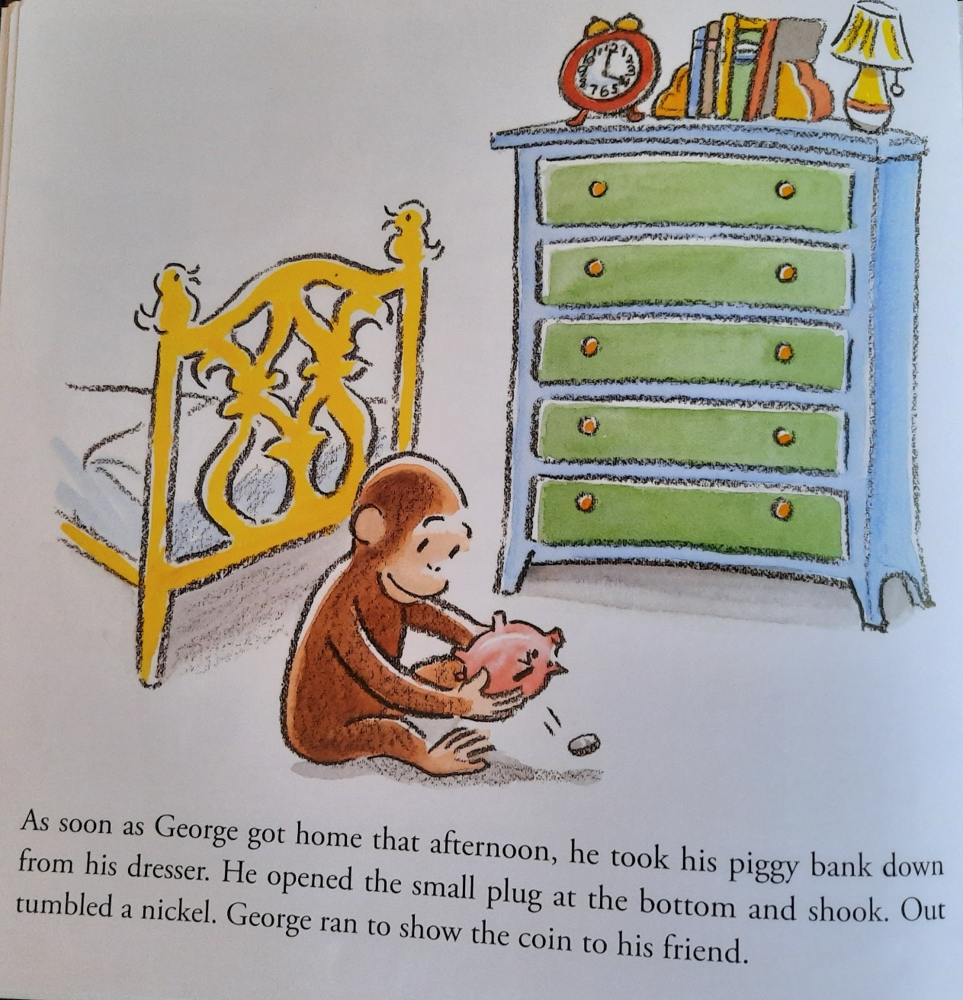 As soon as George got home that afternoon, he took his piggy bank down
from his dresser. He opened the small plug at the bottom and shook. Out
tumbled a nickel. George ran to show the coin to his friend.